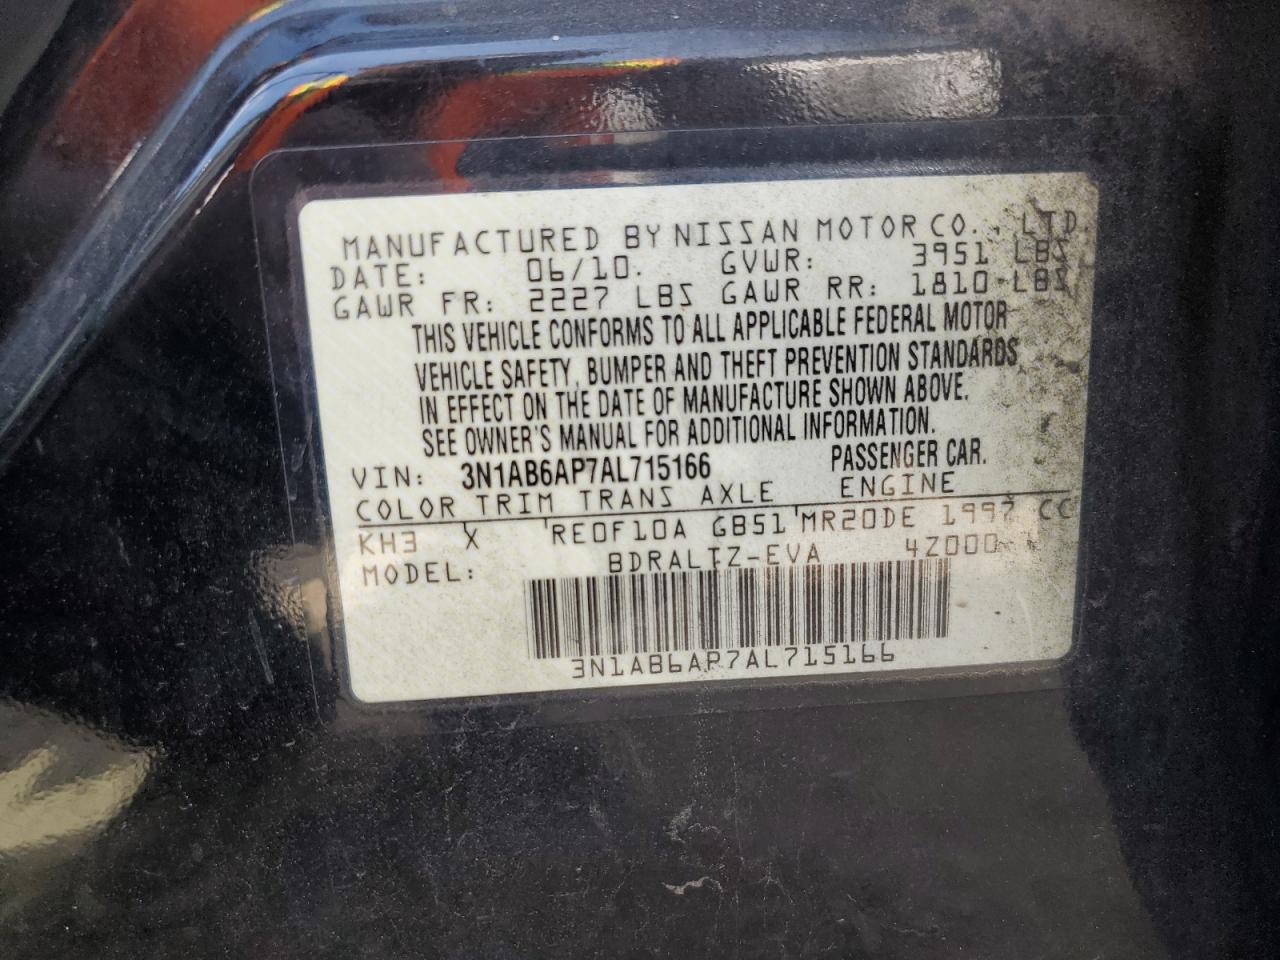 MANUFACTURED BY NISSAN MOTOR CO., LTD.
DATE: 06/10. GVWR: 3951 LBS
GAWR FR: 2227 LBS GAWR RR: 1810 LBS
THIS VEHICLE CONFORMS TO ALL APPLICABLE FEDERAL MOTOR
VEHICLE SAFETY, BUMPER AND THEFT PREVENTION STANDARDS
IN EFFECT ON THE DATE OF MANUFACTURE SHOWN ABOVE.
SEE OWNER'S MANUAL FOR ADDITIONAL INFORMATION.
VIN: 3N1AB6AP7AL715166 PASSENGER CAR.
COLOR TRIM TRANS AXLE ENGINE
KH3 X RE0F10A GB51 MR20DE 1997 CC
MODEL: BDRALTZ-EVA 4Z000
3N1AB6AP7AL715166